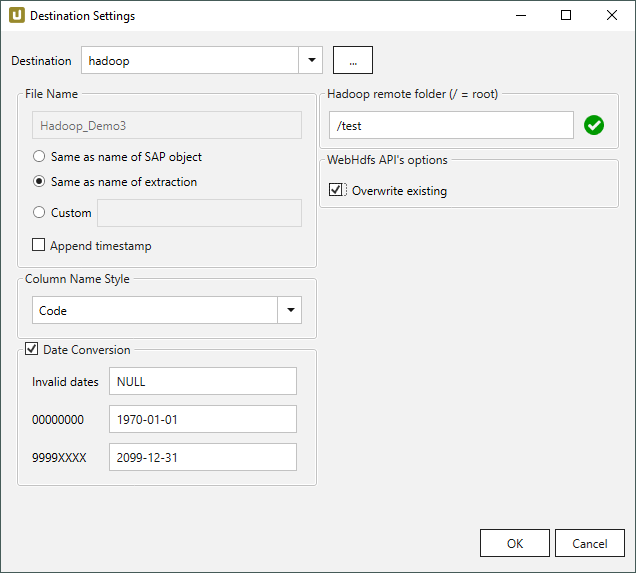 Destination Settings
Destination hadoop ...
File Name
Hadoop_Demo3
Same as name of SAP object
Same as name of extraction
Custom
Append timestamp
Column Name Style
Code
Date Conversion
Invalid dates NULL
00000000 1970-01-01
9999XXXX 2099-12-31
Hadoop remote folder (/ = root)
/test
WebHdfs API's options
Overwrite existing
OK Cancel